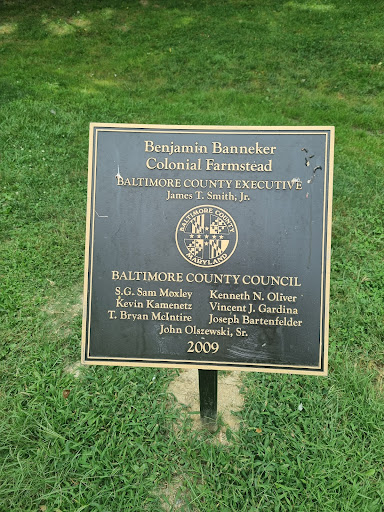 Benjamin Banneker
Colonial Farmstead
BALTIMORE COUNTY EXECUTIVE
James T. Smith, Jr.
BALTIMORE COUNTY
MARYLAND
BALTIMORE COUNTY COUNCIL
S.G. Sam Moxley Kenneth N. Oliver
Kevin Kamenetz Vincent J. Gardina
T. Bryan McIntire Joseph Bartenfelder
John Olszewski, Sr.
2009